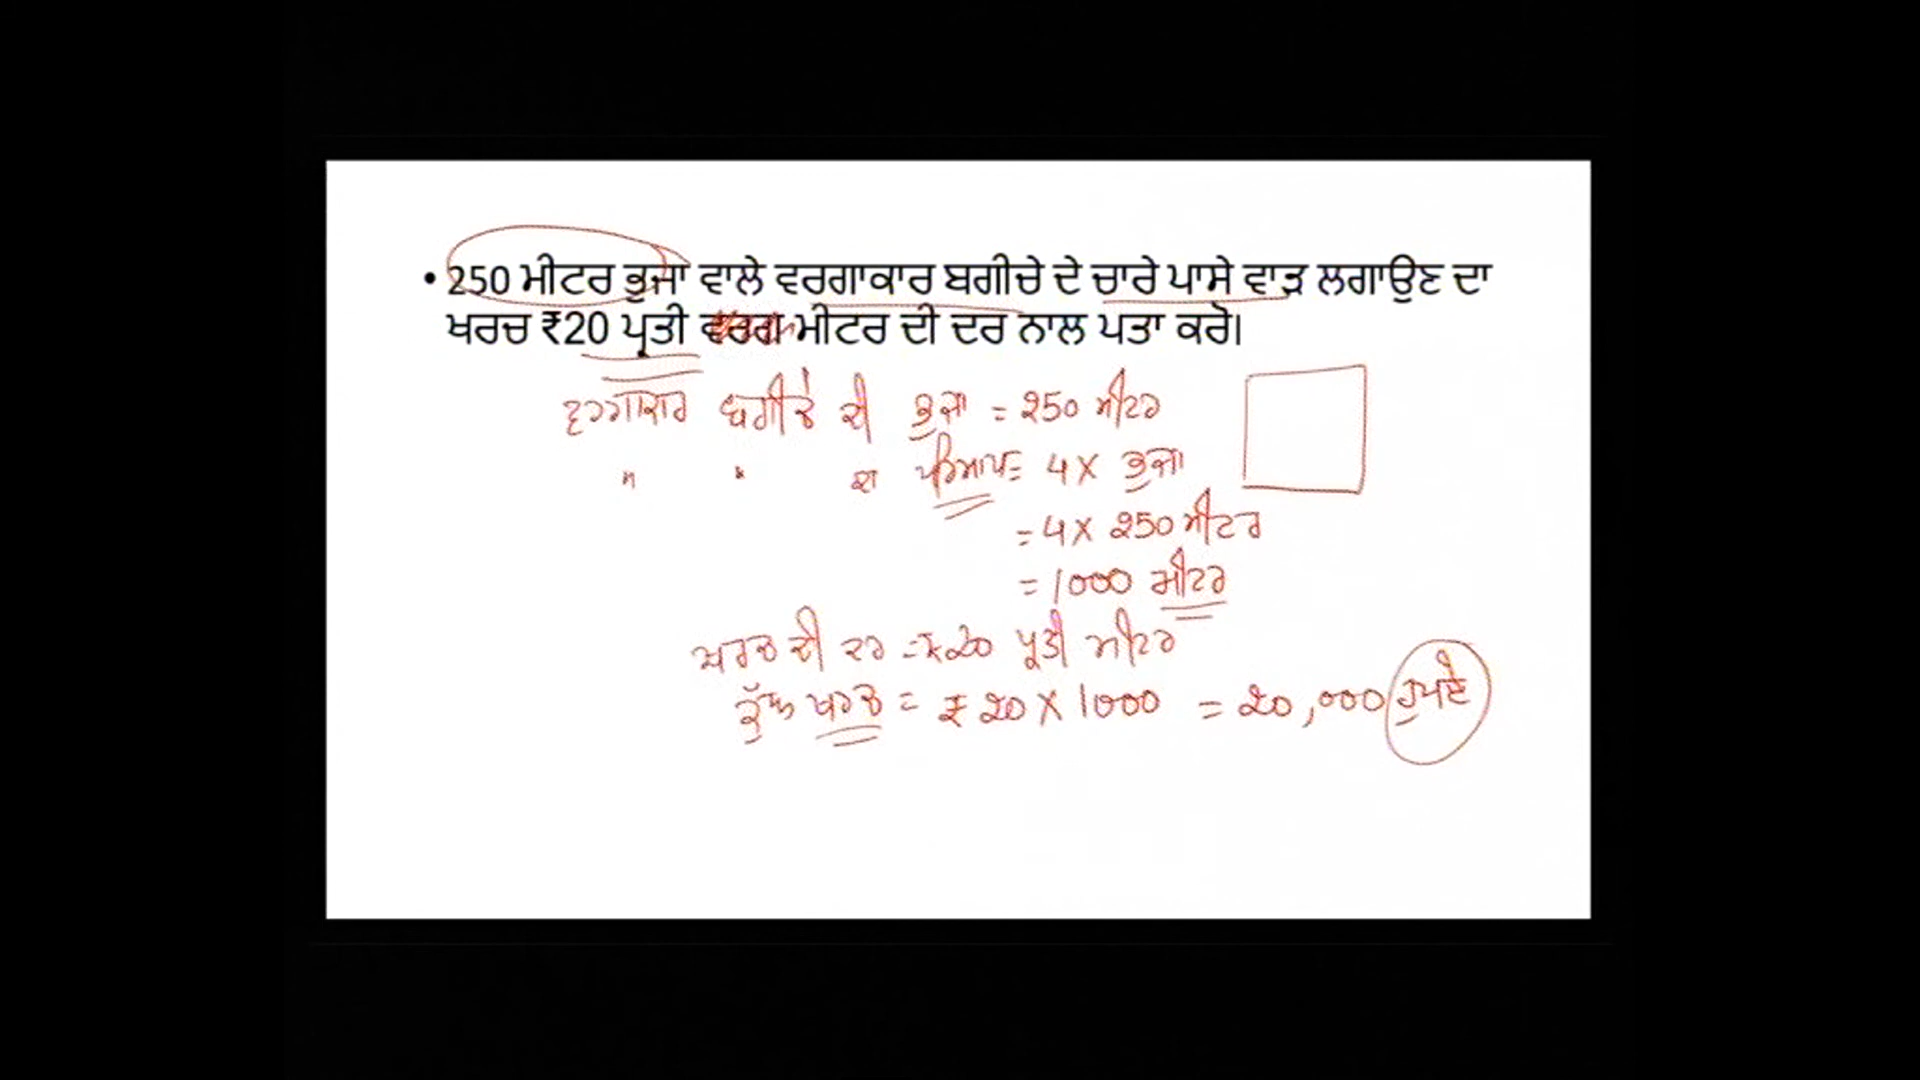 • 250 ਮੀਟਰ ਭੁਜਾ ਵਾਲੇ ਵਰਗਾਕਾਰ ਬਗੀਚੇ ਦੇ ਚਾਰੇ ਪਾਸੇ ਵਾੜ ਲਗਾਉਣ ਦਾ
ਖਰਚ ₹20 ਪ੍ਰਤੀ ਵਰਗ ਮੀਟਰ ਦੀ ਦਰ ਨਾਲ ਪਤਾ ਕਰੋ।
ਵਰਗਾਕਾਰ ਬਗੀਚੇ ਦੀ ਭੁਜਾ = 250 ਮੀਟਰ
" " ਦਾ ਪਰਿਮਾਪ = 4 X ਭੁਜਾ
= 4 X 250 ਮੀਟਰ
= 1000 ਮੀਟਰ
ਖਰਚ ਦੀ ਦਰ = ₹20 ਪ੍ਰਤੀ ਮੀਟਰ
ਕੁੱਲ ਖਰਚ = ₹20 X 1000 = 20,000 ਰੁਪਏ